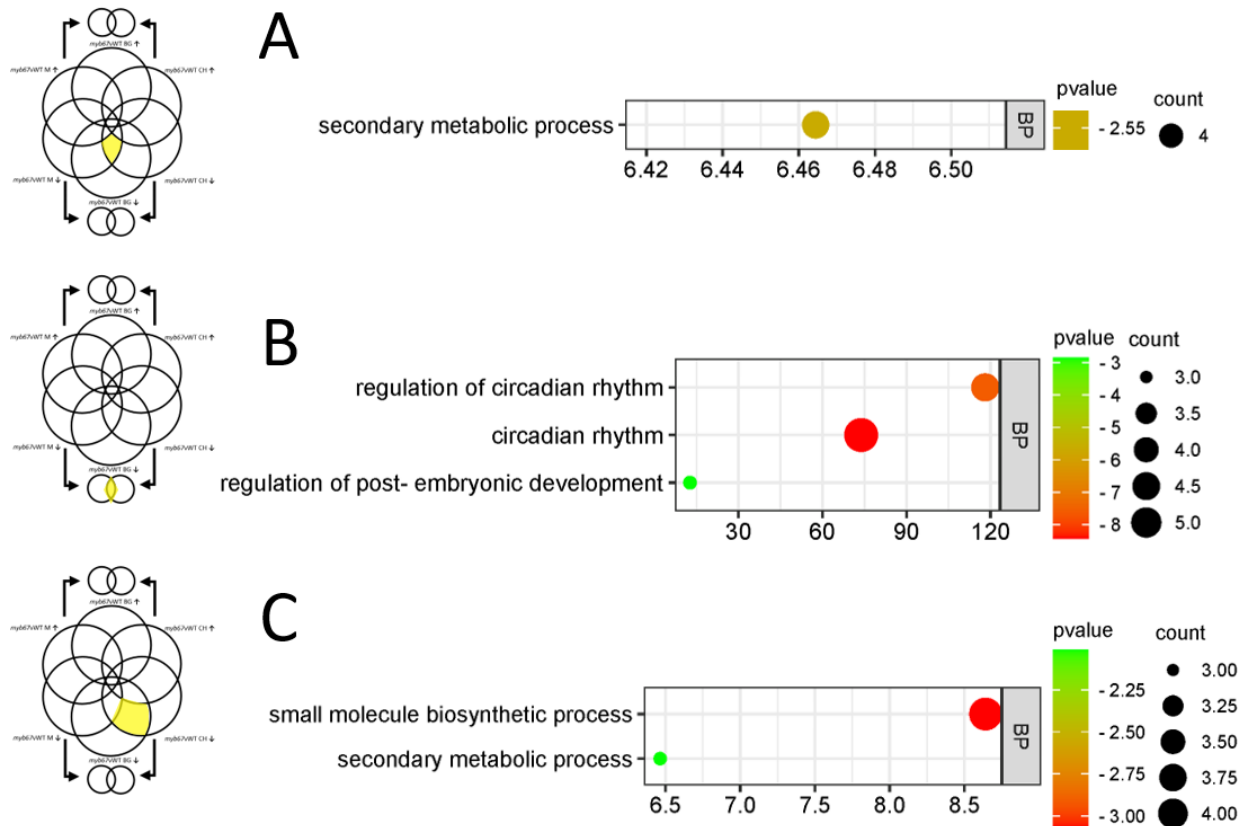 A
myb67vWT BG ↑
myb67vWT M ↑
myb67vWT CH ↑
myb67vWT M ↓
myb67vWT CH ↓
myb67vWT BG ↓
secondary metabolic process
BP
6.42 6.44 6.46 6.48 6.50
pvalue
- 2.55
count
4
B
myb67vWT BG ↑
myb67vWT M ↑
myb67vWT CH ↑
myb67vWT M ↓
myb67vWT CH ↓
myb67vWT BG ↓
regulation of circadian rhythm
circadian rhythm
regulation of post- embryonic development
BP
30 60 90 120
pvalue
- 3
- 4
- 5
- 6
- 7
- 8
count
3.0
3.5
4.0
4.5
5.0
C
myb67vWT BG ↑
myb67vWT M ↑
myb67vWT CH ↑
myb67vWT M ↓
myb67vWT CH ↓
myb67vWT BG ↓
small molecule biosynthetic process
secondary metabolic process
BP
6.5 7.0 7.5 8.0 8.5
pvalue
- 2.25
- 2.50
- 2.75
- 3.00
count
3.00
3.25
3.50
3.75
4.00